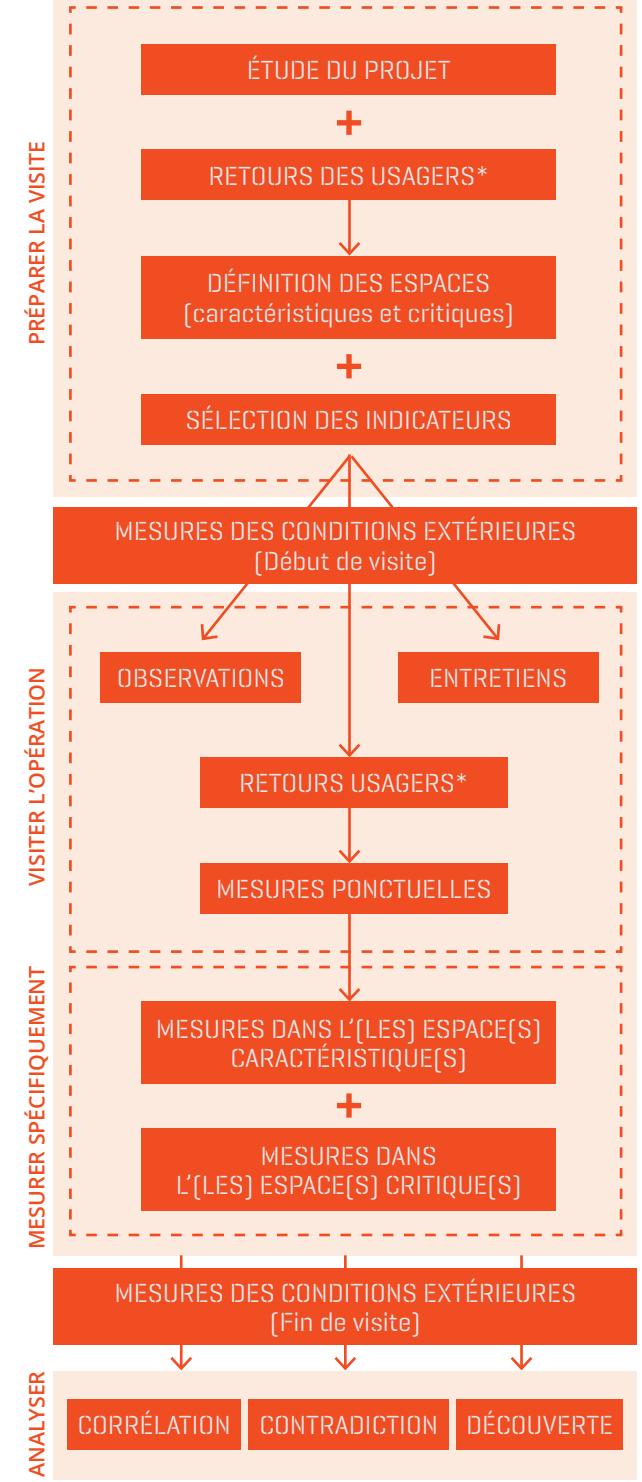 PRÉPARER LA VISITE
ÉTUDE DU PROJET
+
RETOURS DES USAGERS*
DÉFINITION DES ESPACES
(caractéristiques et critiques)
+
SÉLECTION DES INDICATEURS
MESURES DES CONDITIONS EXTÉRIEURES
(Début de visite)
VISITER L'OPÉRATION
OBSERVATIONS
ENTRETIENS
RETOURS USAGERS*
MESURES PONCTUELLES
MESURER SPÉCIFIQUEMENT
MESURES DANS L'(LES) ESPACE(S)
CARACTÉRISTIQUE(S)
+
MESURES DANS
L'(LES) ESPACE(S) CRITIQUE(S)
MESURES DES CONDITIONS EXTÉRIEURES
(Fin de visite)
ANALYSER
CORRÉLATION
CONTRADICTION
DÉCOUVERTE